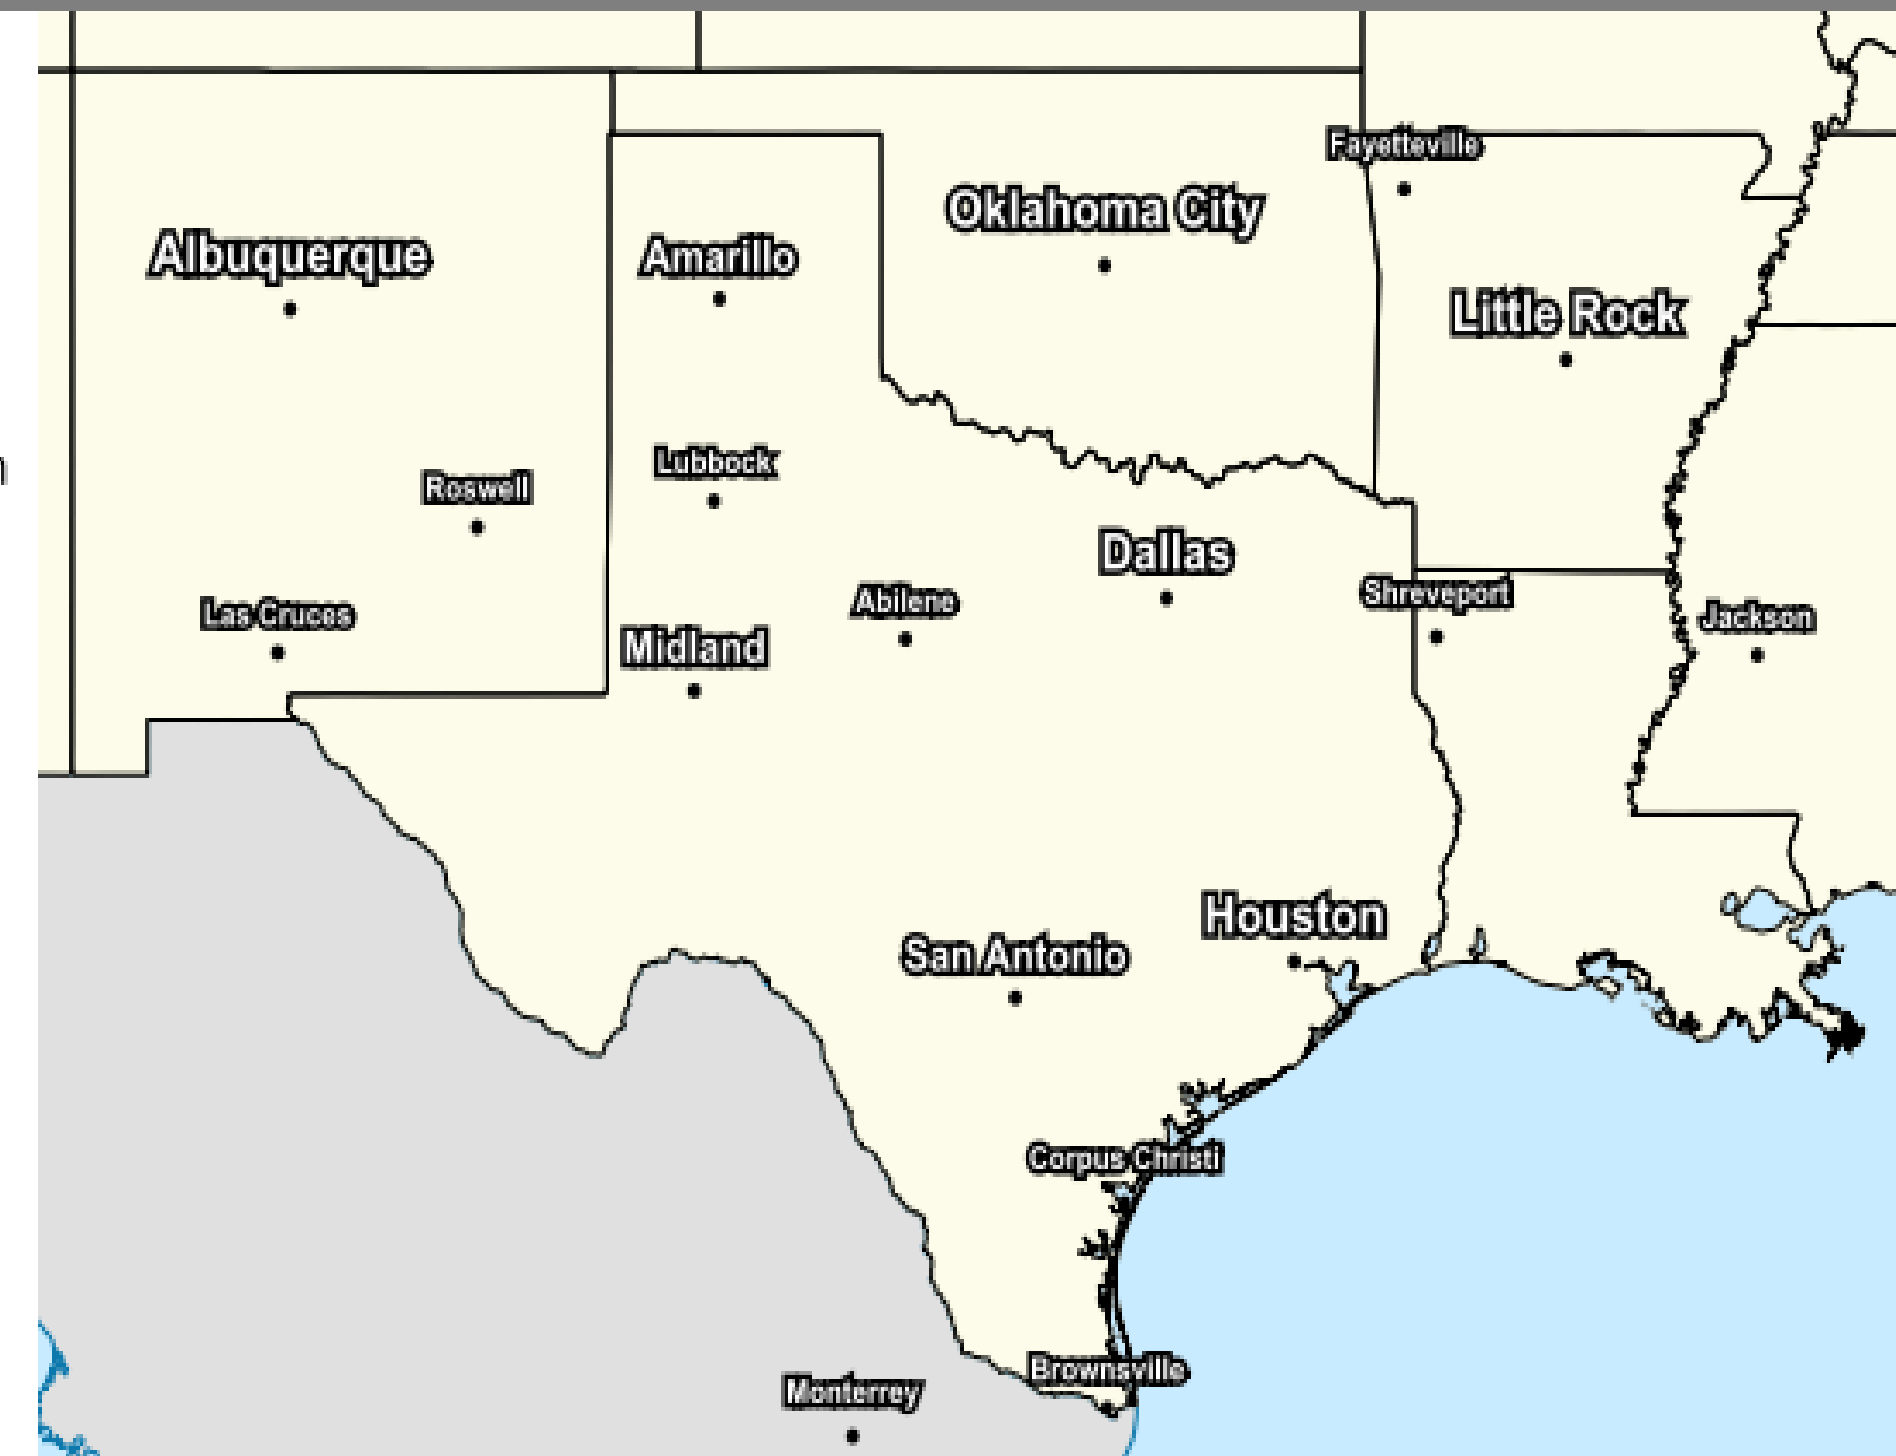 Fayetteville
Oklahoma City
Albuquerque
Amarillo
Little Rock
Lubbock
Roswell
Dallas
Shreveport
Abilene
Las Cruces
Jackson
Midland
Houston
San Antonio
Corpus Christi
Brownsville
Monterrey